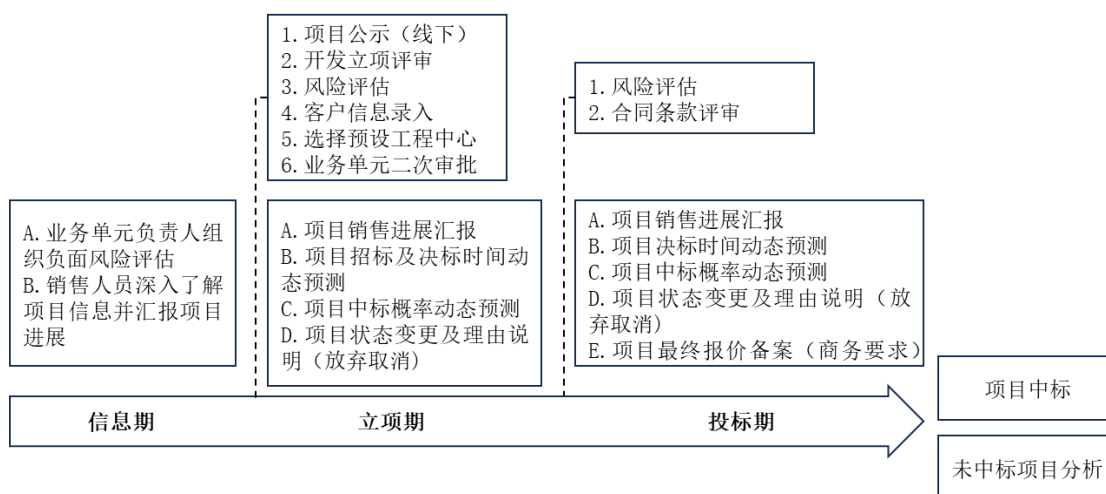 1. 项目公示（线下）
2. 开发立项评审
3. 风险评估
4. 客户信息录入
5. 选择预设工程中心
6. 业务单元二次审批
1. 风险评估
2. 合同条款评审
A. 业务单元负责人组
织负面风险评估
B. 销售人员深入了解
项目信息并汇报项目
进展
A. 项目销售进展汇报
B. 项目招标及决标时间动
态预测
C. 项目中标概率动态预测
D. 项目状态变更及理由说
明（放弃取消)
A. 项目销售进展汇报
B. 项目决标时间动态预测
C. 项目中标概率动态预测
D. 项目状态变更及理由说明（放
弃取消)
E. 项目最终报价备案（商务要求）
信息期
立项期
投标期
项目中标
未中标项目分析